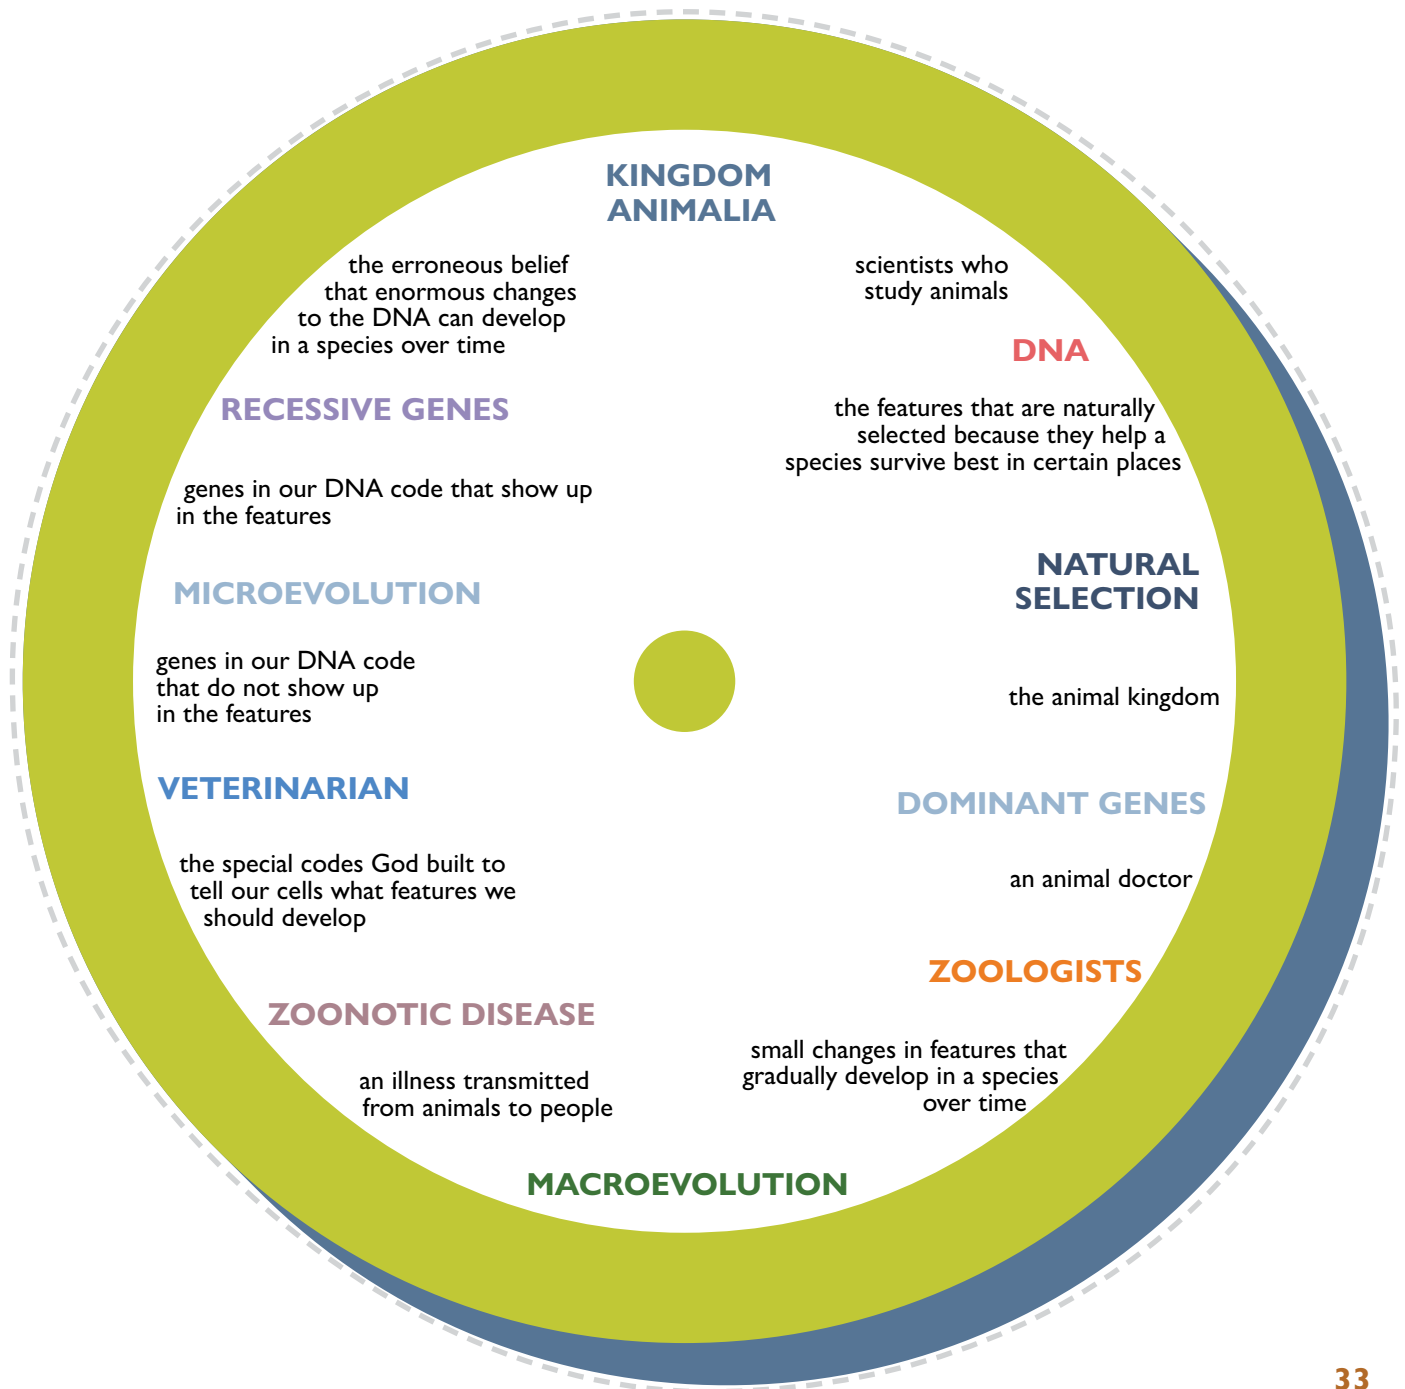 KINGDOM
ANIMALIA
the erroneous belief
that enormous changes
to the DNA can develop
in a species over time
scientists who
study animals
DNA
RECESSIVE GENES
the features that are naturally
selected because they help a
species survive best in certain places
genes in our DNA code that show up
in the features
NATURAL
SELECTION
MICROEVOLUTION
genes in our DNA code
that do not show up
in the features
the animal kingdom
VETERINARIAN
DOMINANT GENES
the special codes God built to
tell our cells what features we
should develop
an animal doctor
ZOOLOGISTS
ZOONOTIC DISEASE
small changes in features that
gradually develop in a species
over time
an illness transmitted
from animals to people
MACROEVOLUTION
33